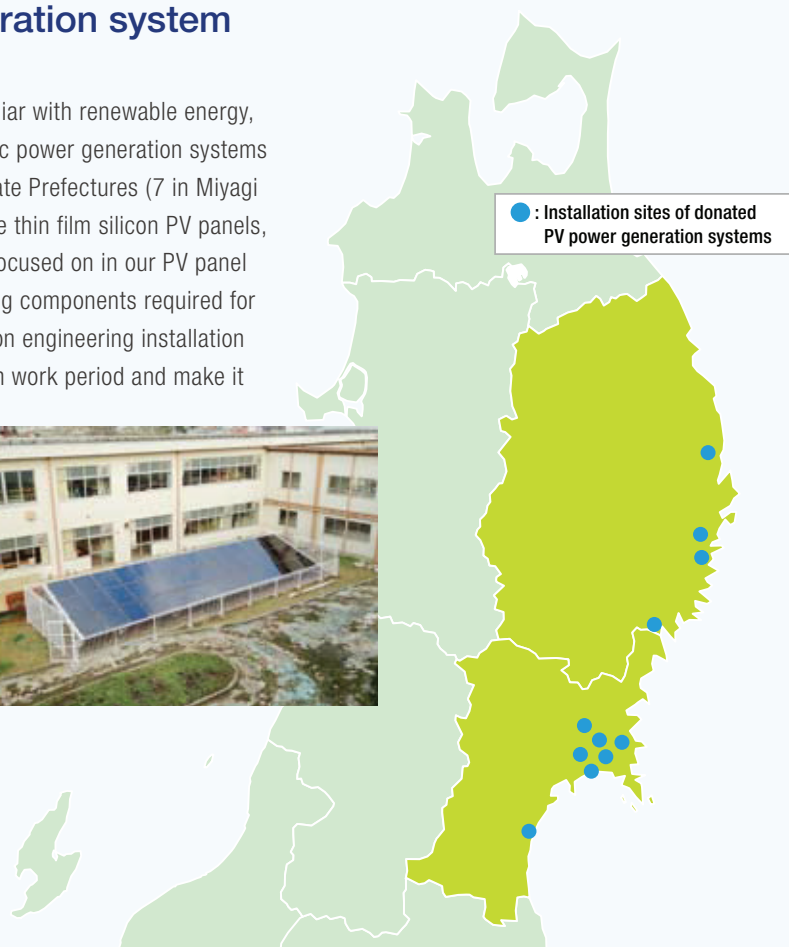 ration system
iar with renewable energy,
c power generation systems
ate Prefectures (7 in Miyagi
e thin film silicon PV panels,
ocused on in our PV panel
g components required for
on engineering installation
n work period and make it
: Installation sites of donated
PV power generation systems